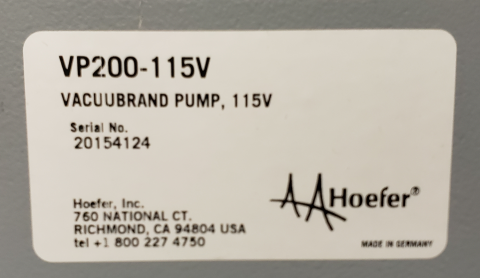 VP200-115V
VACUUBRAND PUMP, 115V
Serial No.
20154124
Hoefer, Inc.
760 NATIONAL CT.
RICHMOND, CA 94804 USA
tel +1 800 227 4750
Hoefer®
MADE IN GERMANY